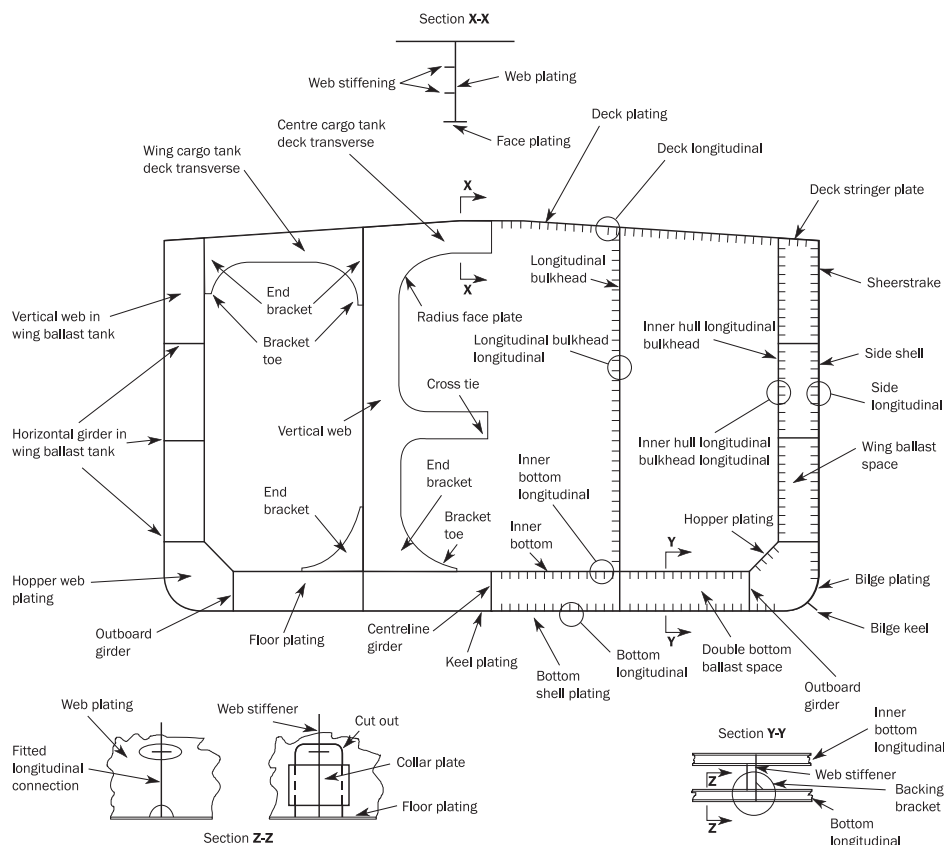 Section X-X
Web stiffening
Web plating
Face plating
Centre cargo tank
deck transverse
Wing cargo tank
deck transverse
Deck plating
Deck longitudinal
Deck stringer plate
X
X
Vertical web in
wing ballast tank
End
bracket
Bracket
toe
Radius face plate
Longitudinal
bulkhead
Longitudinal bulkhead
longitudinal
Inner hull longitudinal
bulkhead
Sheerstrake
Side shell
Side
longitudinal
Horizontal girder in
wing ballast tank
Vertical web
Cross tie
Inner hull longitudinal
bulkhead longitudinal
Wing ballast
space
End
bracket
End
bracket
Bracket
toe
Inner
bottom
longitudinal
Inner
bottom
Y
Y
Hopper plating
Hopper web
plating
Outboard
girder
Floor plating
Centreline
girder
Keel plating
Bottom
shell plating
Bottom
longitudinal
Double bottom
ballast space
Outboard
girder
Bilge plating
Bilge keel
Web plating
Fitted
longitudinal
connection
Web stiffener
Cut out
Collar plate
Floor plating
Section Z-Z
Section Y-Y
Inner
bottom
longitudinal
Web stiffener
Backing
bracket
Bottom
longitudinal
Z
Z